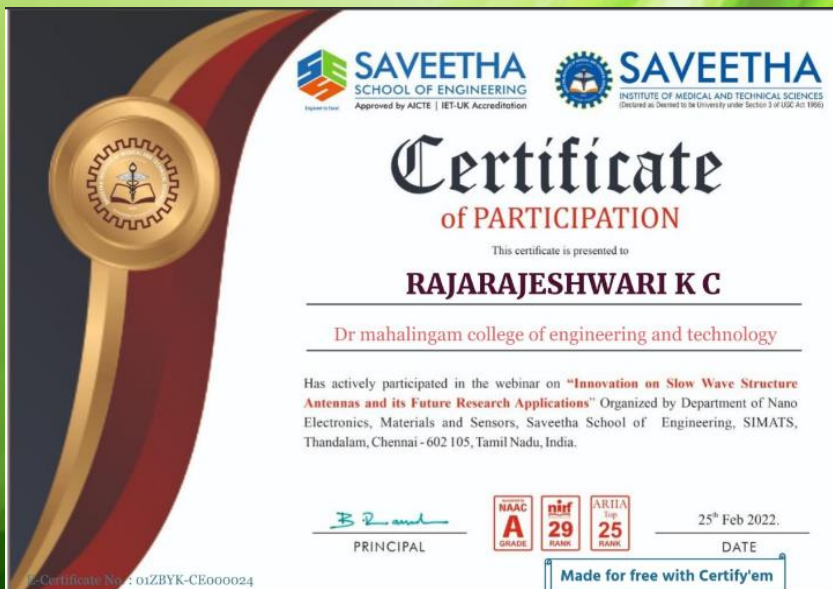 SAVEETHA
SCHOOL OF ENGINEERING
Approved by AICTE | IET-UK Accreditation
Engineer to Excel
SAVEETHA
INSTITUTE OF MEDICAL AND TECHNICAL SCIENCES
(Declared as Deemed to be University under Section 3 of UGC Act 1956)
Certificate
of PARTICIPATION
This certificate is presented to
RAJARAJESHWARI K C
Dr mahalingam college of engineering and technology
Has actively participated in the webinar on “Innovation on Slow Wave Structure
Antennas and its Future Research Applications” Organized by Department of Nano
Electronics, Materials and Sensors, Saveetha School of Engineering, SIMATS,
Thandalam, Chennai - 602 105, Tamil Nadu, India.
PRINCIPAL
NAAC
A
GRADE
nirf
29
RANK
ARIIA
Top
25
RANK
25th Feb 2022.
DATE
E-Certificate No : 01ZBYK-CE000024
Made for free with Certify'em